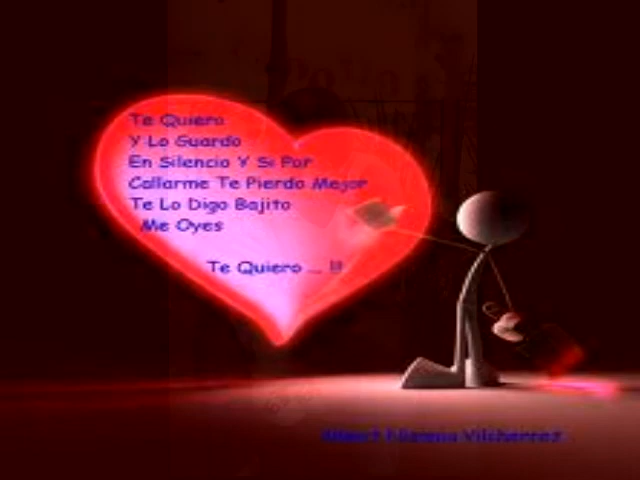 Te Quiero
Y Lo Guardo
En Silencio Y Si Por
Callarme Te Pierdo Mejor
Te Lo Digo Bajito
Me Oyes
Te Quiero ... !!